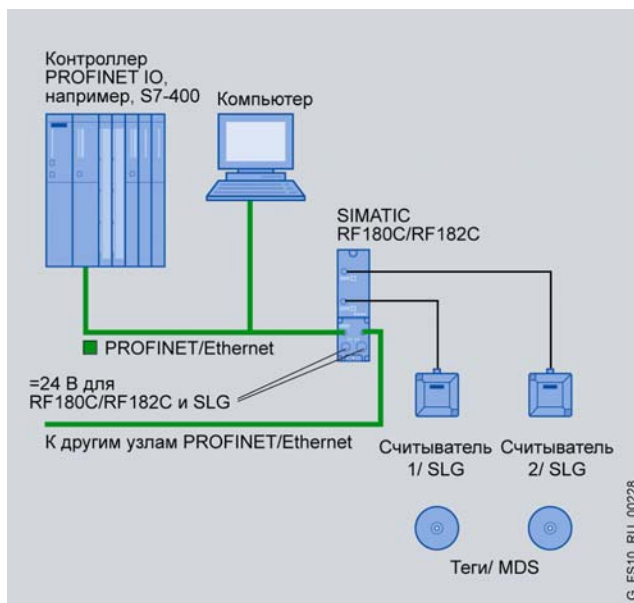 Контроллер
PROFINET IO,
например, S7-400
Компьютер
SIMATIC
RF180C/RF182C
PROFINET/Ethernet
=24 В для
RF180C/RF182C и SLG
К другим узлам PROFINET/Ethernet
Считыватель
1/ SLG
Считыватель
2/ SLG
Теги/ MDS
G_FS10_RU_00228